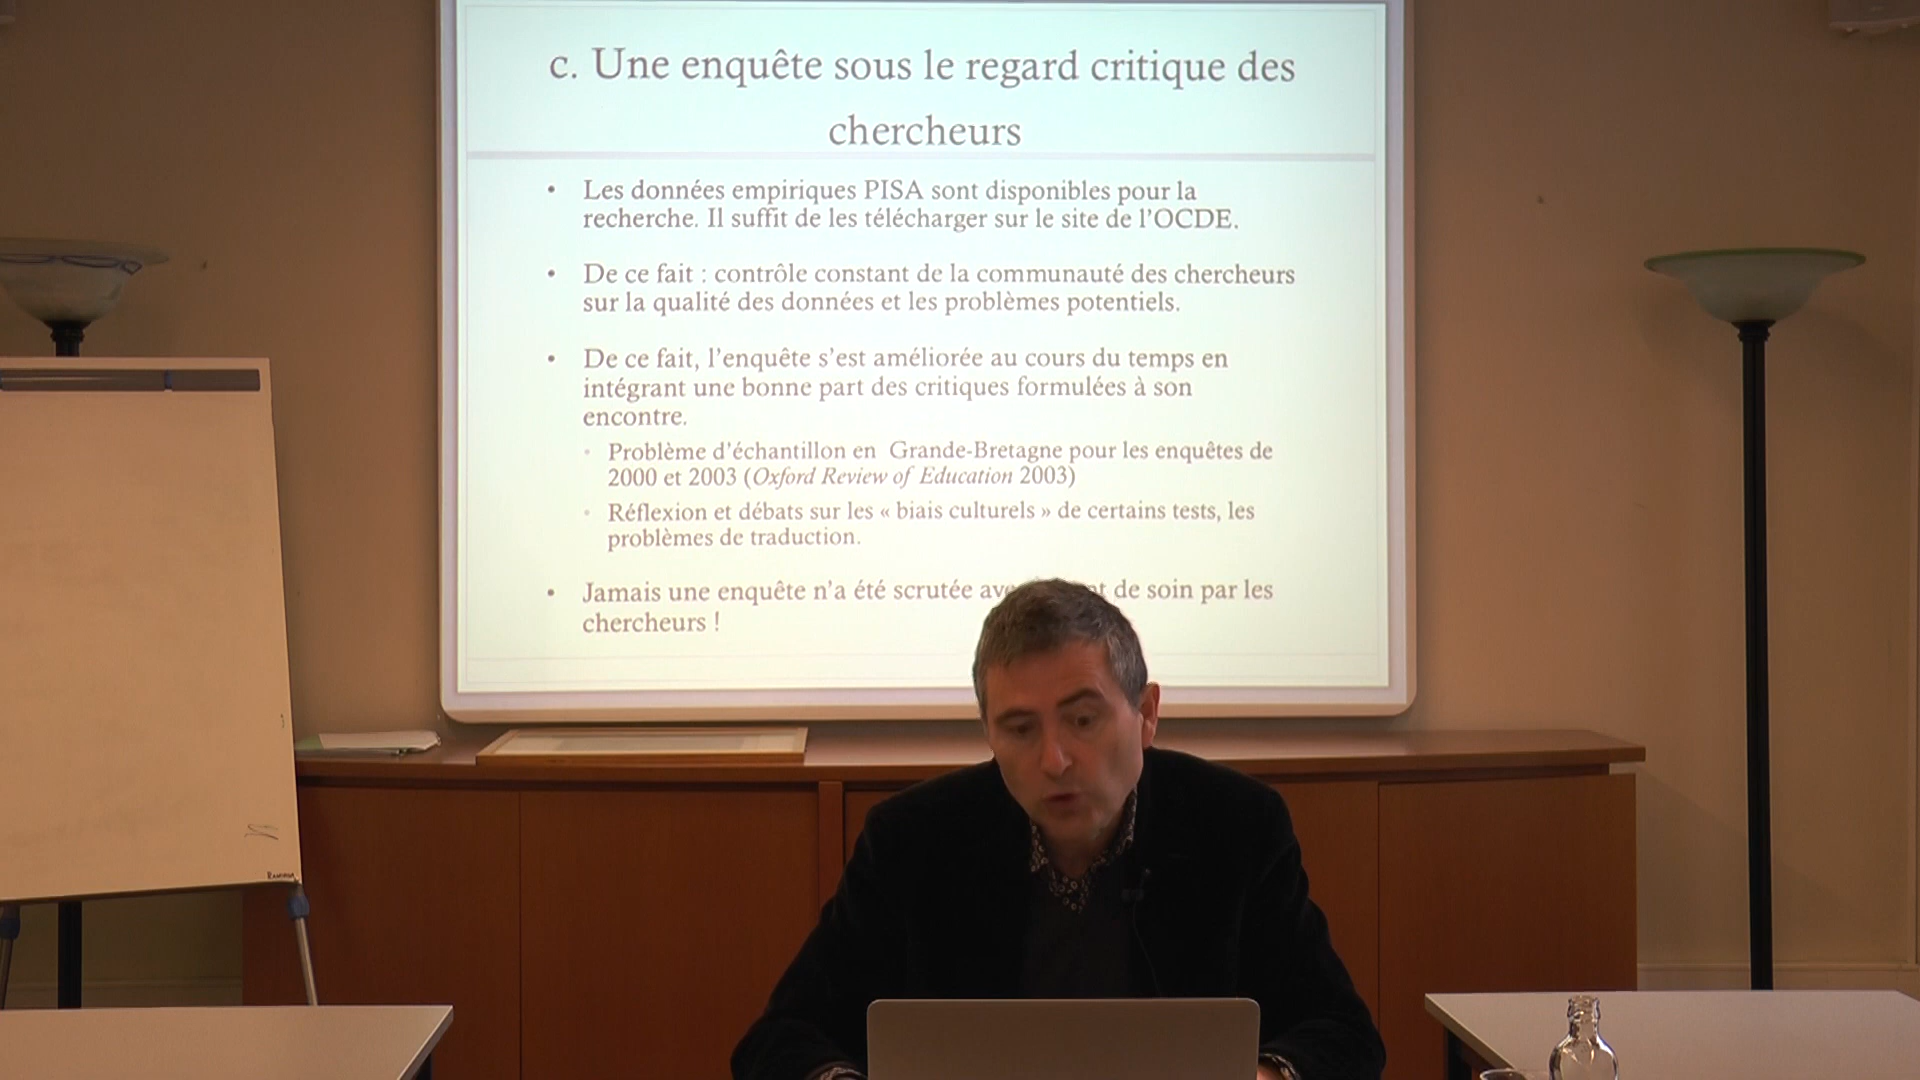 c. Une enquête sous le regard critique des
chercheurs
• Les données empiriques PISA sont disponibles pour la
recherche. Il suffit de les télécharger sur le site de l'OCDE.
• De ce fait : contrôle constant de la communauté des chercheurs
sur la qualité des données et les problèmes potentiels.
• De ce fait, l'enquête s'est améliorée au cours du temps en
intégrant une bonne part des critiques formulées à son
encontre.
• Problème d'échantillon en Grande-Bretagne pour les enquêtes de
2000 et 2003 (Oxford Review of Education 2003)
• Réflexion et débats sur les « biais culturels » de certains tests, les
problèmes de traduction.
• Jamais une enquête n'a été scrutée de soin par les
chercheurs !